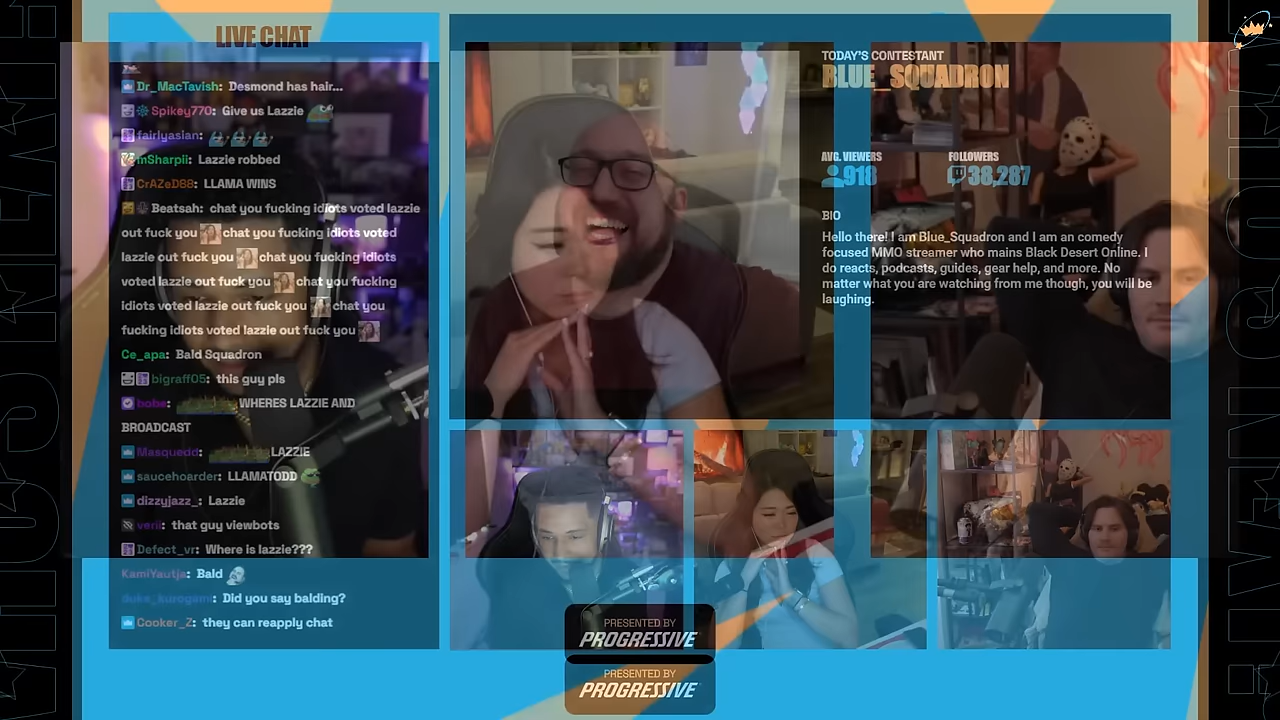 LIVE CHAT
Dr_MacTavish: Desmond has hair...
Spikey770: Give us Lazzie
fairlyasian:
mSharpii: Lazzie robbed
CrAZeD88: LLAMA WINS
Beatsah: chat you fucking idiots voted lazzie
out fuck you chat you fucking idiots voted
lazzie out fuck you chat you fucking idiots
voted lazzie out fuck you chat you fucking
idiots voted lazzie out fuck you chat you
fucking idiots voted lazzie out fuck you
Ce_apa: Bald Squadron
bigraff05: this guy pls
bobe: WHERES LAZZIE AND
BROADCAST
Masquedd: LAZZIE
saucehoarder: LLAMATODD
dizzyjazz_: Lazzie
verii: that guy viewbots
Defect_vr: Where is lazzie???
KamiYautja: Bald
: Did you say balding?
Cooker_Z: they can reapply chat
TODAY'S CONTESTANT
BLUE_SQUADRON
AVG. VIEWERS
918
FOLLOWERS
38,287
BIO
Hello there! I am Blue_Squadron and I am an comedy
focused MMO streamer who mains Black Desert Online. I
do reacts, podcasts, guides, gear help, and more. No
matter what you are watching from me though, you will be
laughing.
PRESENTED BY
PROGRESSIVE
PRESENTED BY
PROGRESSIVE